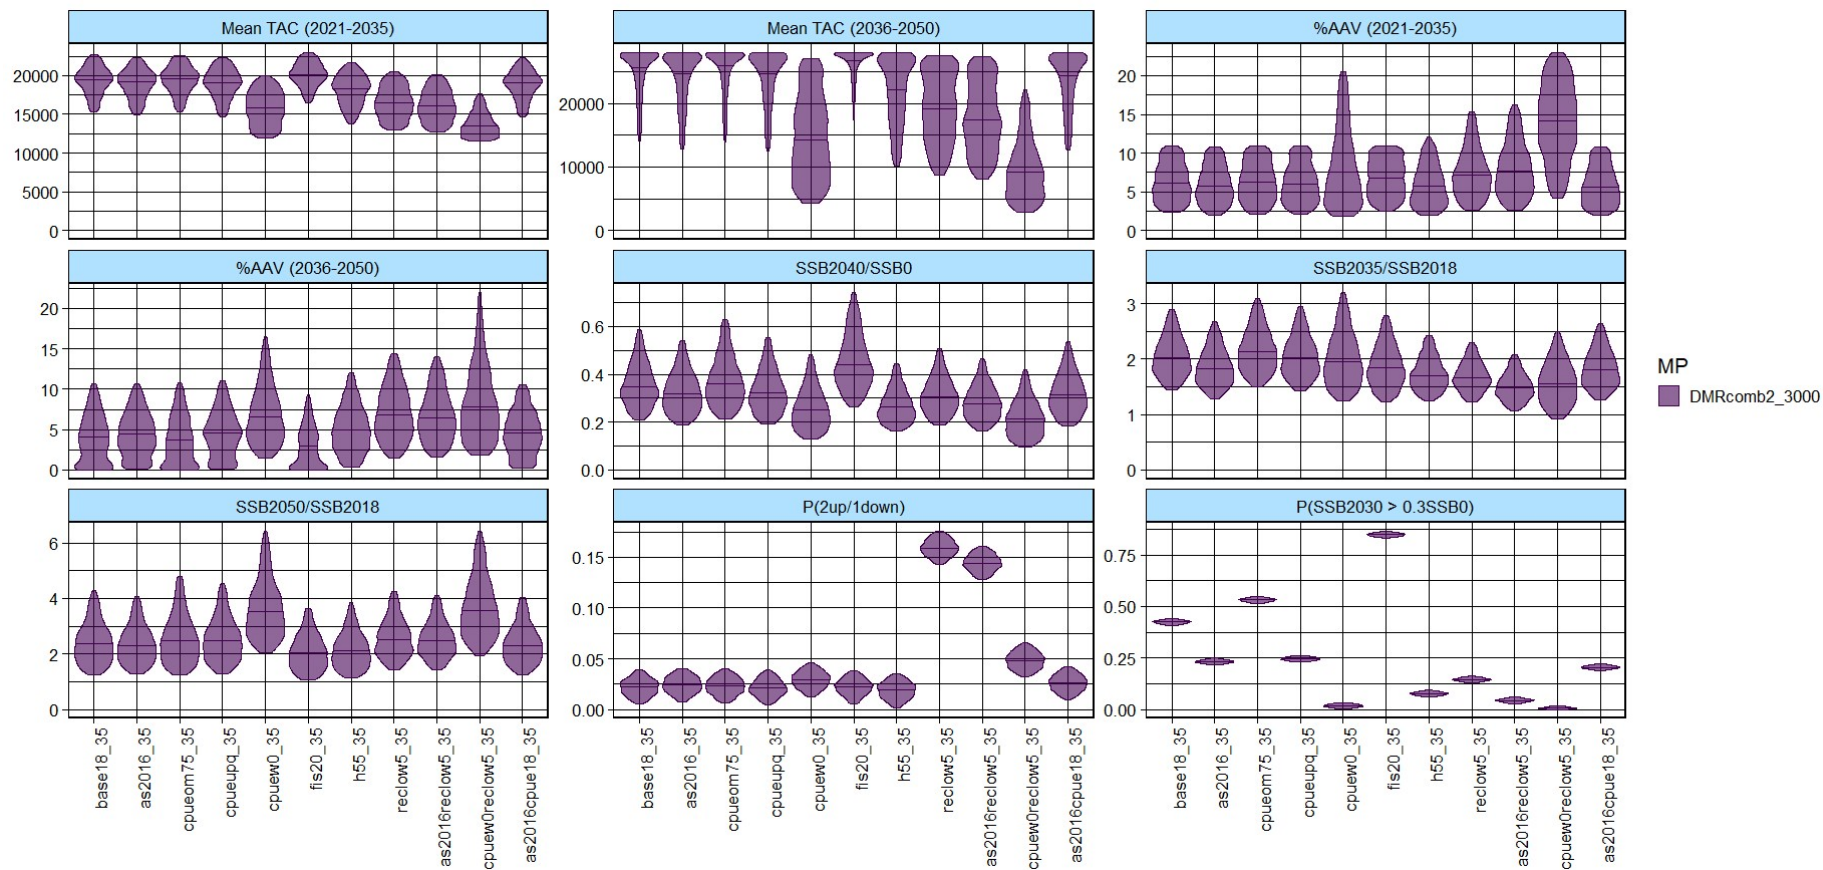 Mean TAC (2021-2035)
20000
15000
10000
5000
0
Mean TAC (2036-2050)
20000
10000
0
%AAV (2021-2035)
20
15
10
5
0
%AAV (2036-2050)
20
15
10
5
0
SSB2040/SSB0
0.6
0.4
0.2
0.0
SSB2035/SSB2018
3
2
1
0
MP
DMRcomb2_3000
SSB2050/SSB2018
6
4
2
0
P(2up/1down)
0.15
0.10
0.05
0.00
P(SSB2030 > 0.3SSB0)
0.75
0.50
0.25
0.00
base18_35
as2016_35
cpueom75_35
cpueupq_35
cpuew0_35
fis20_35
h55_35
reclow5_35
as2016reclow5_35
cpuew0reclow5_35
as2016cpue18_35
base18_35
as2016_35
cpueom75_35
cpueupq_35
cpuew0_35
fis20_35
h55_35
reclow5_35
as2016reclow5_35
cpuew0reclow5_35
as2016cpue18_35
base18_35
as2016_35
cpueom75_35
cpueupq_35
cpuew0_35
fis20_35
h55_35
reclow5_35
as2016reclow5_35
cpuew0reclow5_35
as2016cpue18_35